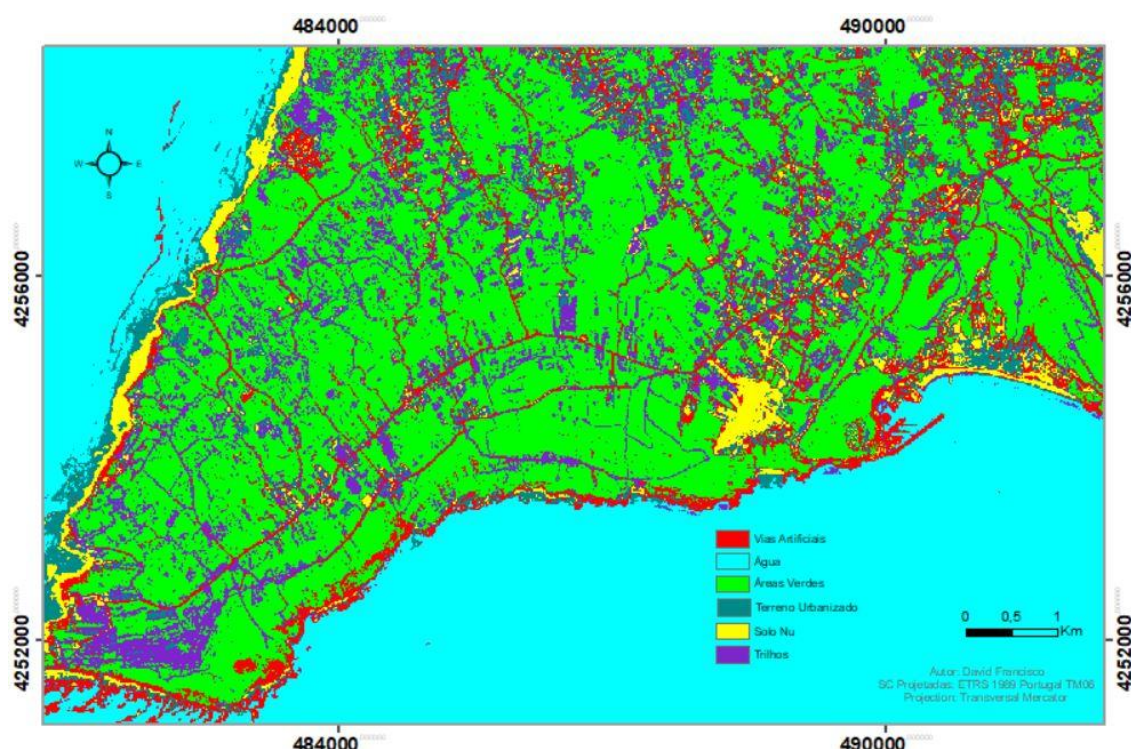 484000
490000
N
W
E
S
4256000
4256000
Vias Artificiais
Água
Áreas Verdes
Terreno Urbanizado
Solo Nu
Trilhos
0 0,5 1
Km
4252000
4252000
Autor: David Francisco
SC Projetadas: ETRS 1989 Portugal TM06
Projection: Transversal Mercator
484000
490000